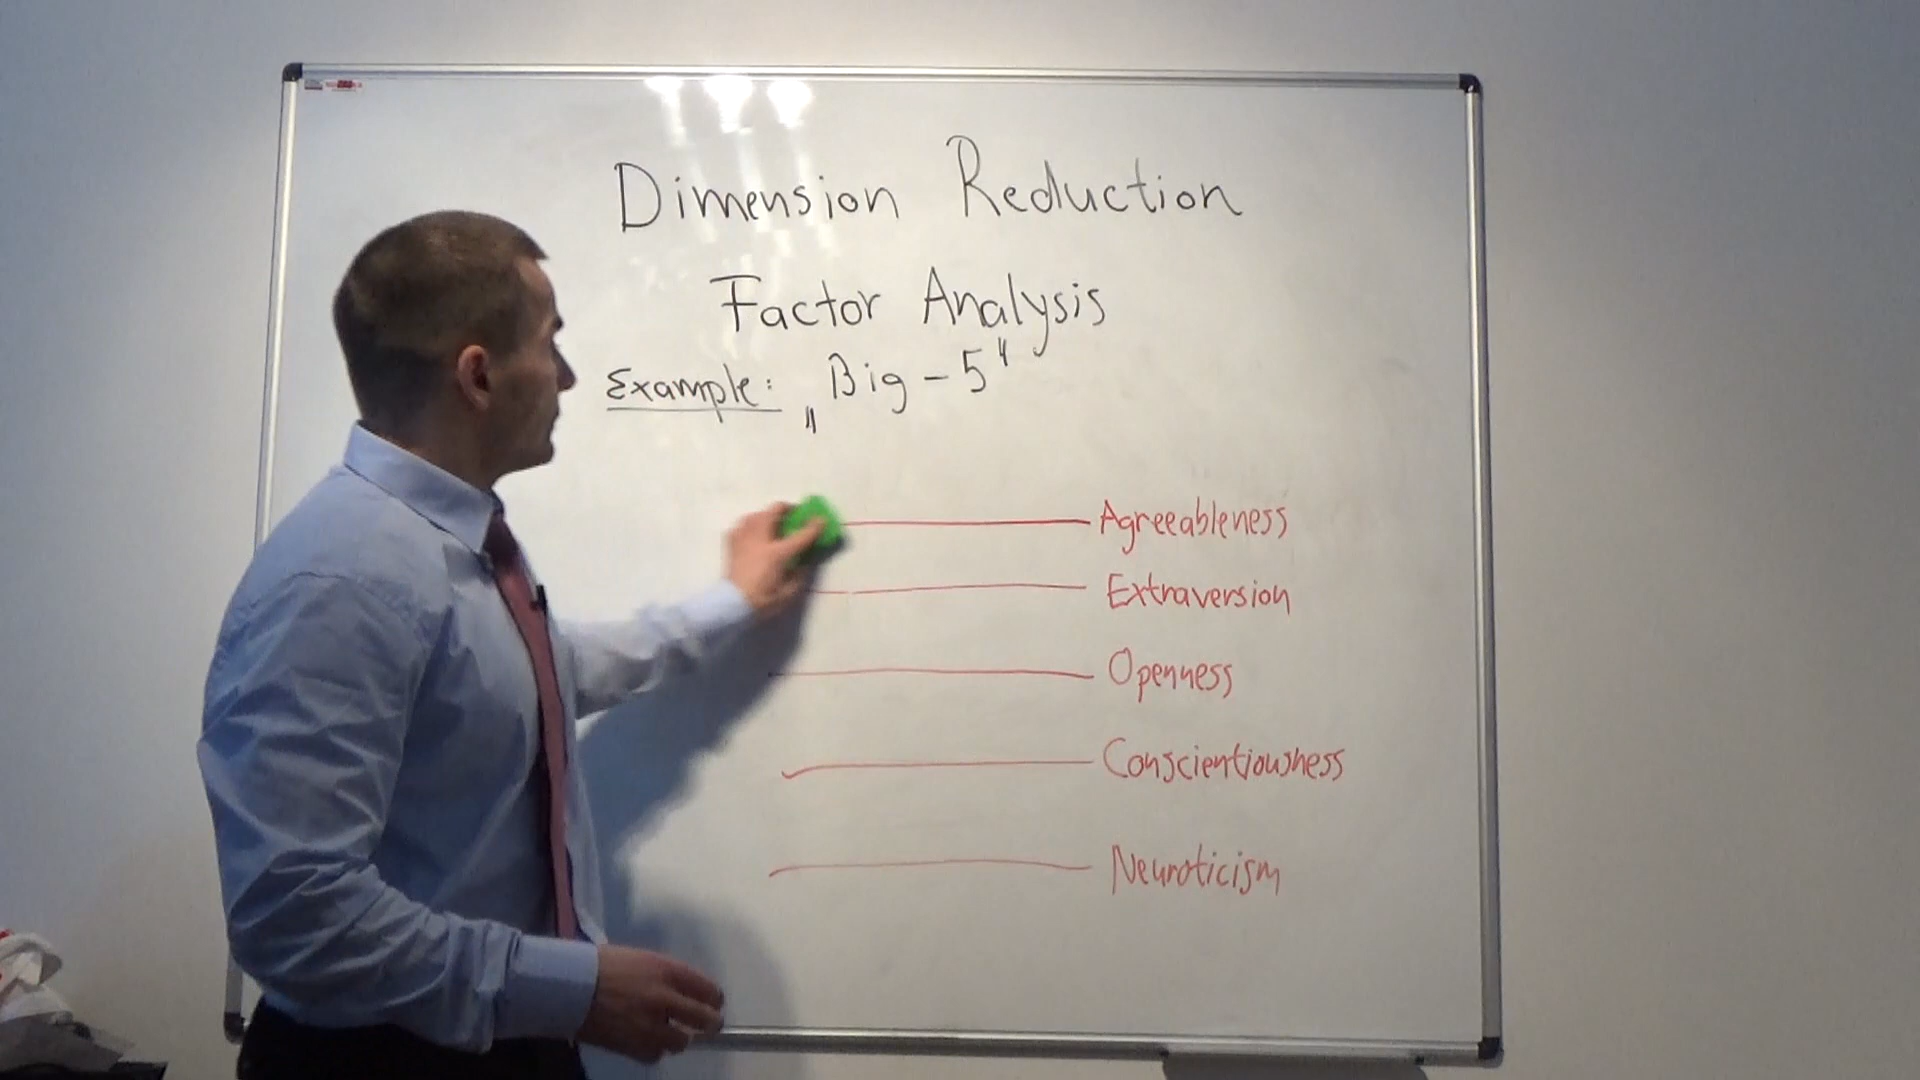 Dimension Reduction
Factor Analysis
Example: „Big-5"
Agreeableness
Extraversion
Openness
Conscientiousness
Neuroticism